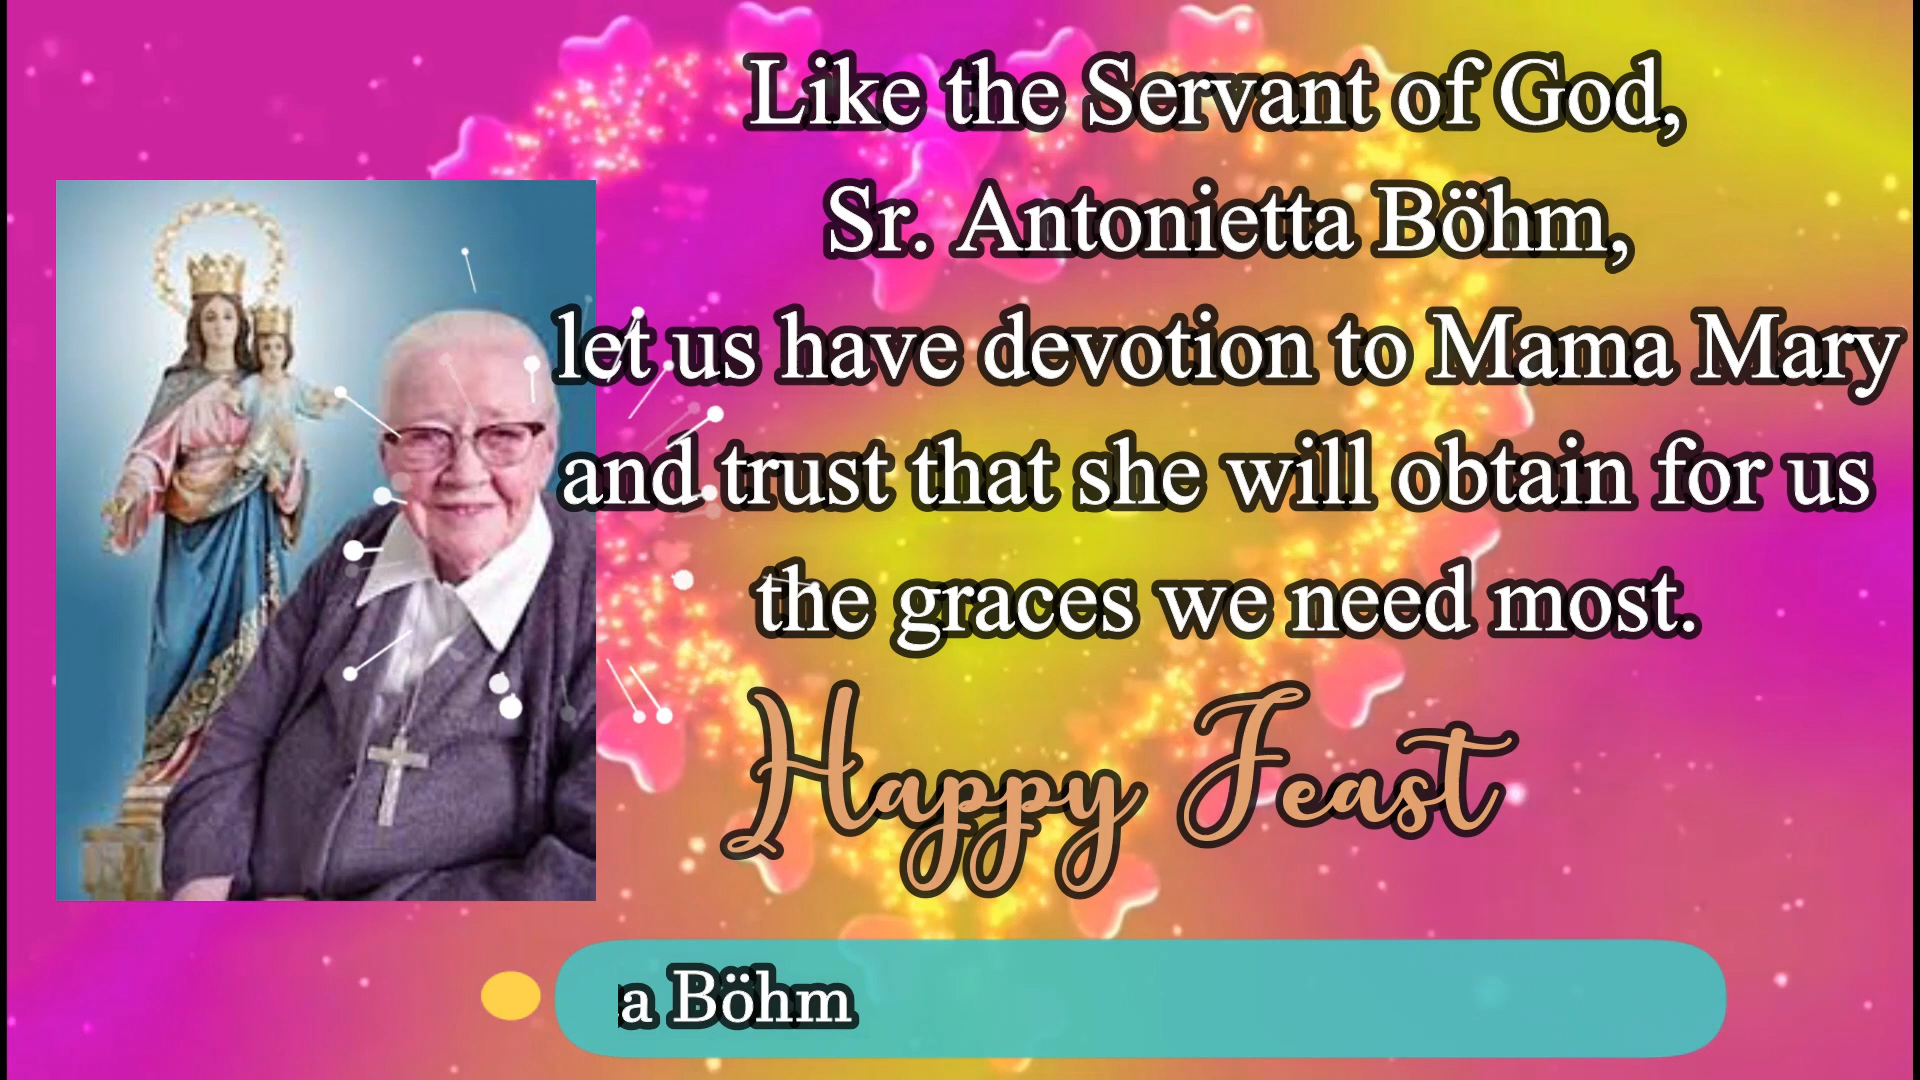 Like the Servant of God,
Sr. Antonietta Böhm,
let us have devotion to Mama Mary
and trust that she will obtain for us
the graces we need most.
Happy Feast
a Böhm